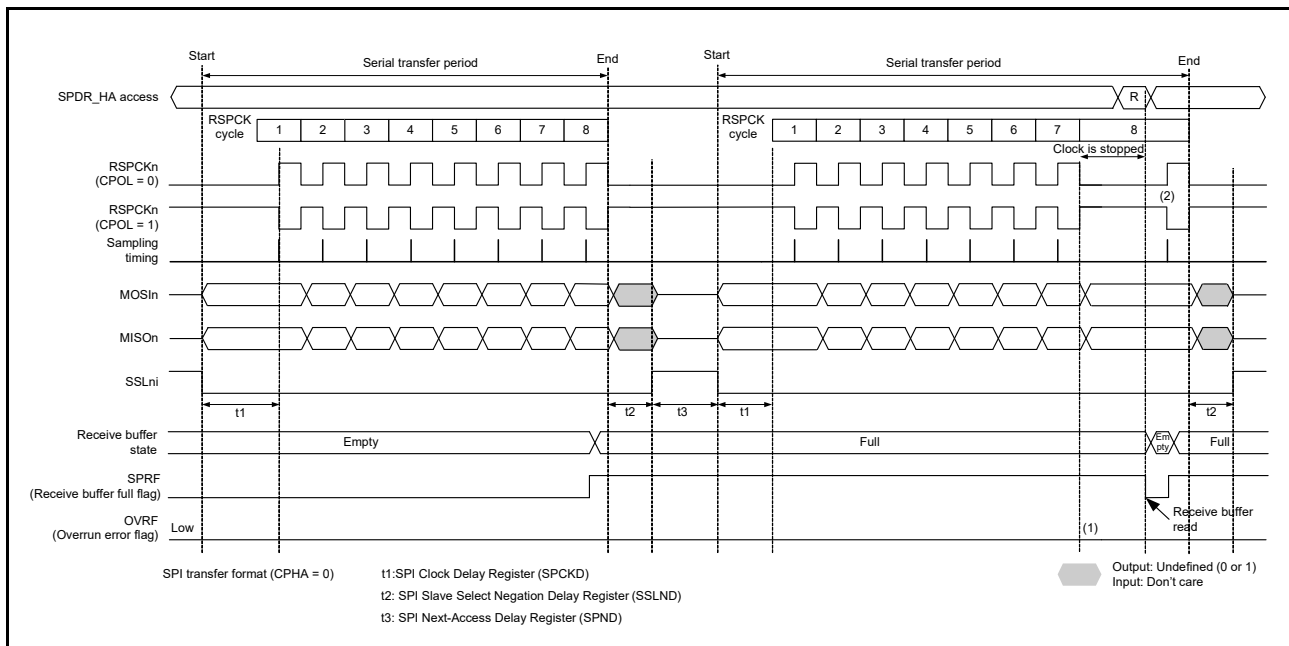 Start
End
Start
End
Serial transfer period
Serial transfer period
SPDR_HA access
R
RSPCK
cycle
1 2 3 4 5 6 7 8
RSPCK
cycle
1 2 3 4 5 6 7 8
Clock is stopped
RSPCKn
(CPOL = 0)
(2)
RSPCKn
(CPOL = 1)
Sampling
timing
MOSIn
MISOn
SSLni
t1
t2
t3
t1
t2
Receive buffer
state
Empty
Full
Em
pty
Full
SPRF
(Receive buffer full flag)
Receive buffer
read
OVRF
(Overrun error flag)
Low
(1)
SPI transfer format (CPHA = 0)
t1:SPI Clock Delay Register (SPCKD)
t2: SPI Slave Select Negation Delay Register (SSLND)
t3: SPI Next-Access Delay Register (SPND)
Output: Undefined (0 or 1)
Input: Don't care